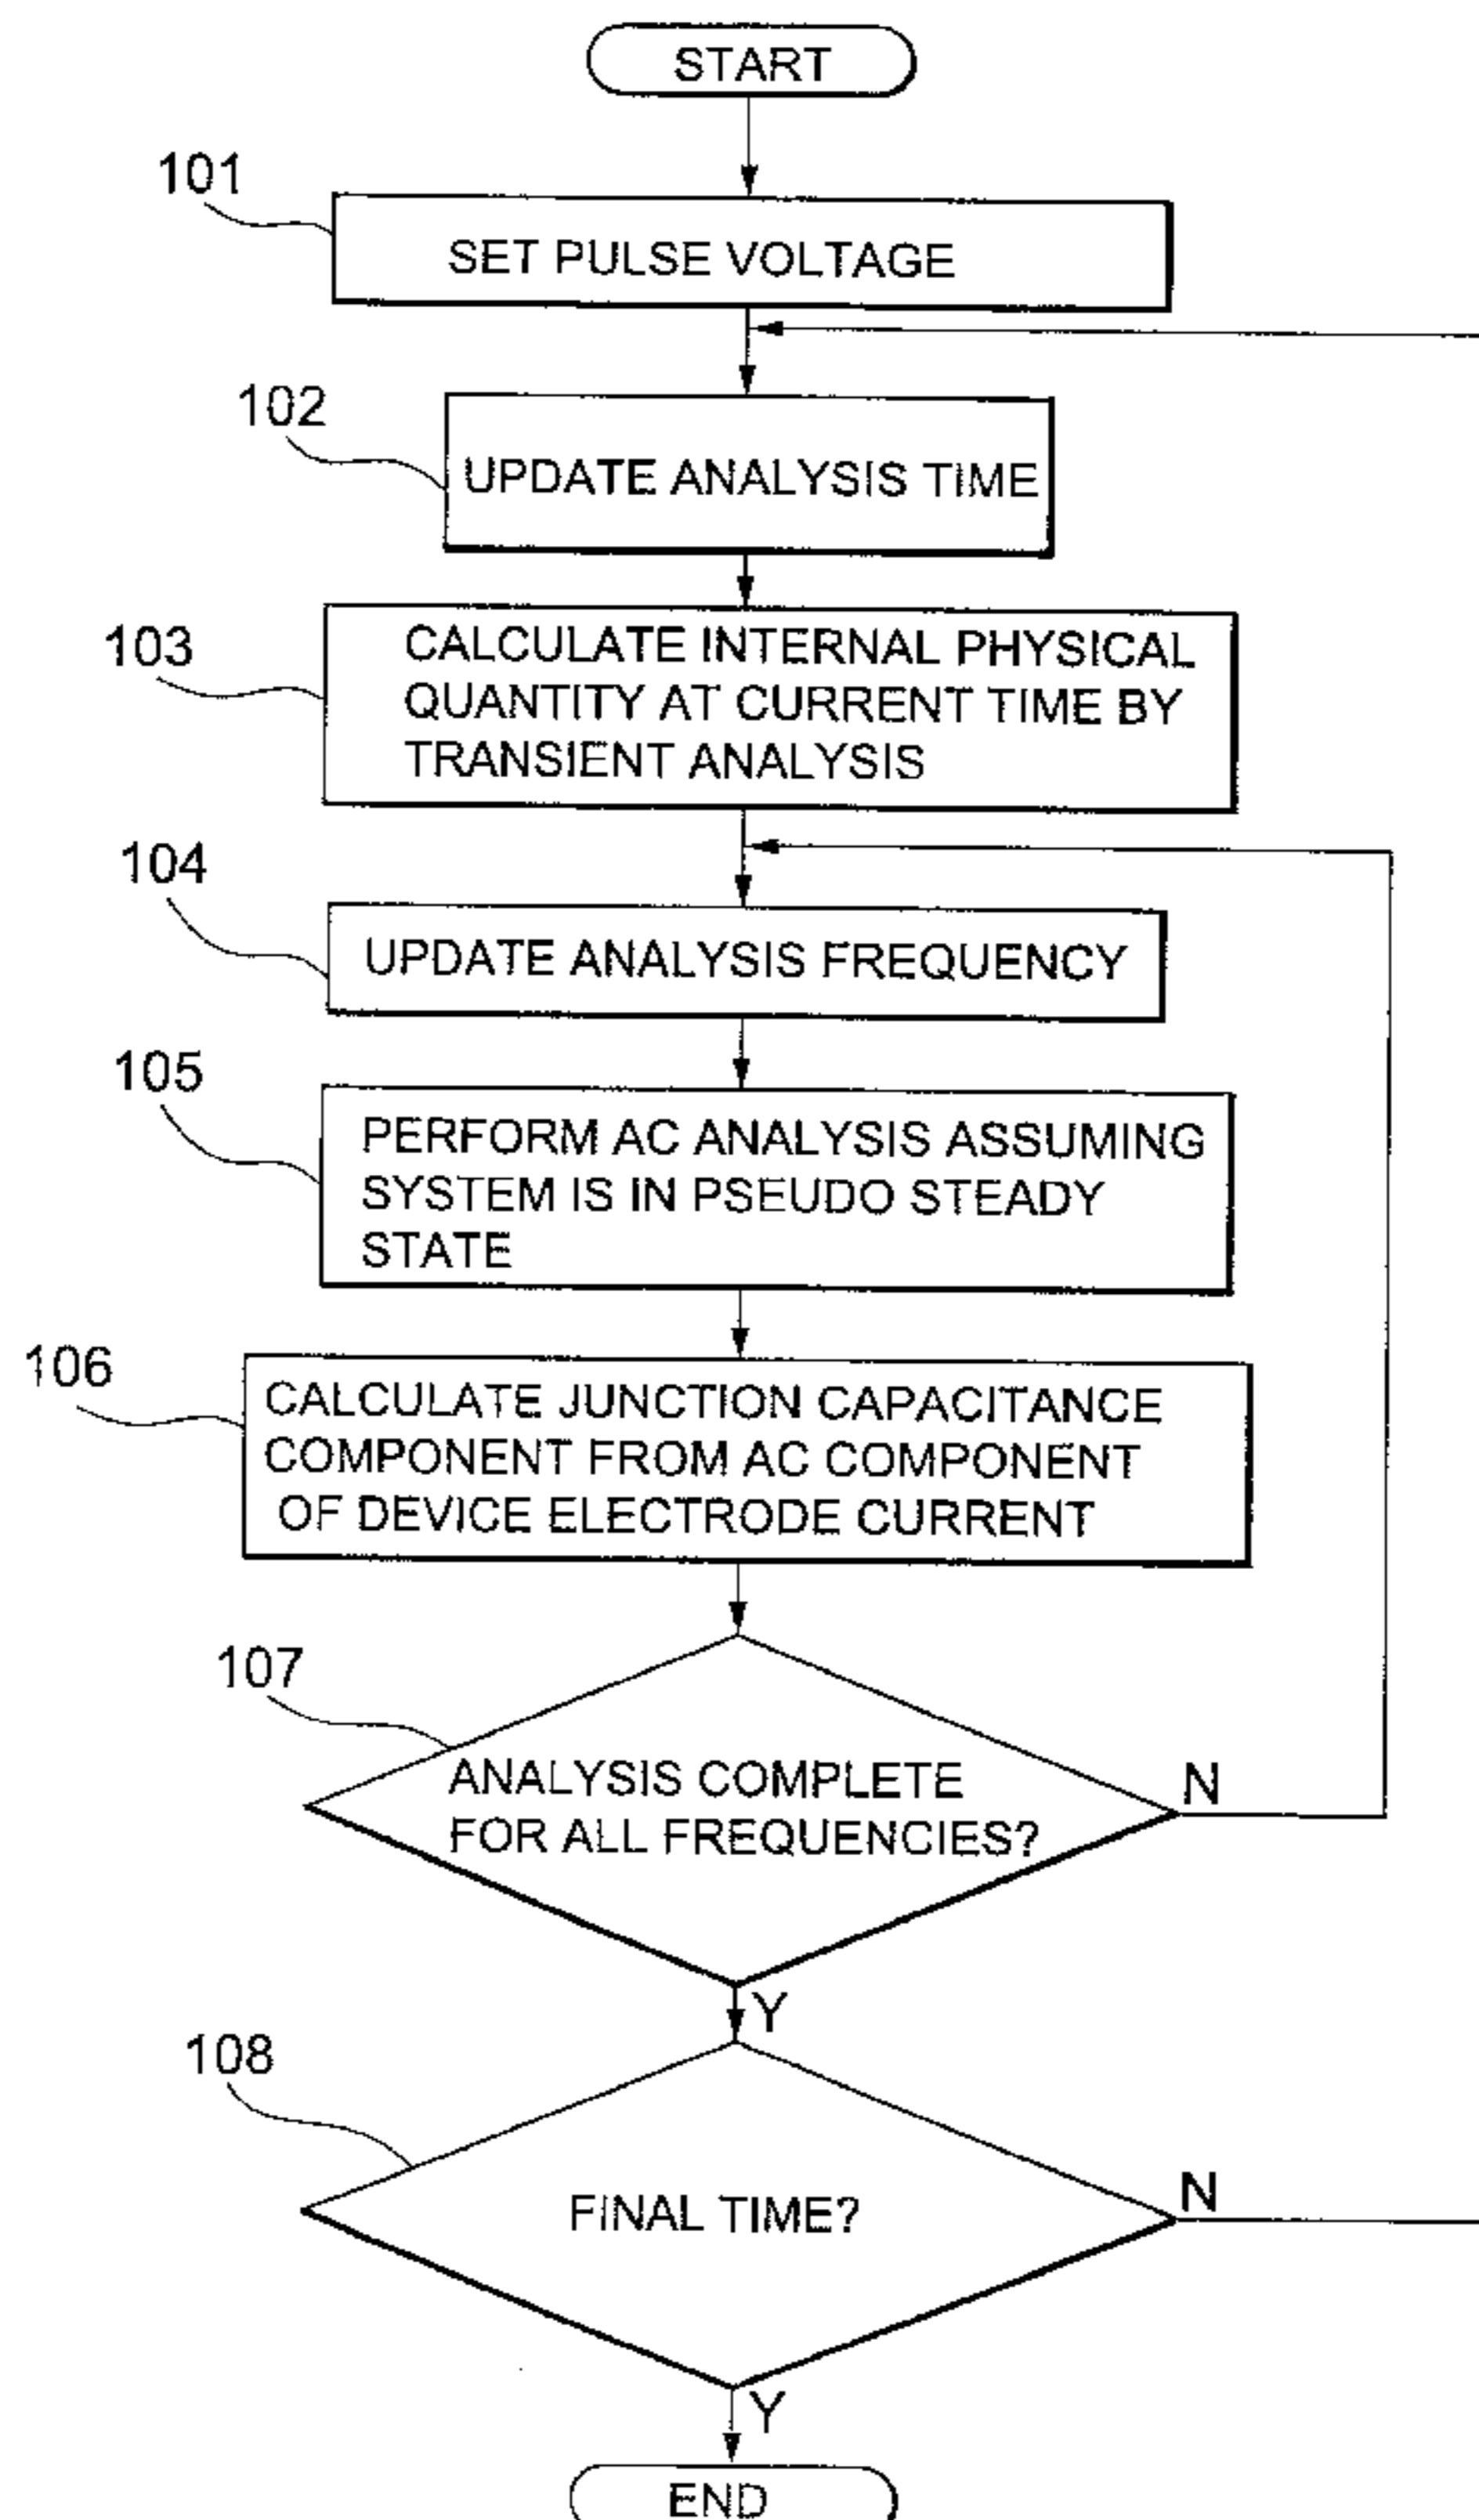 START
101
SET PULSE VOLTAGE
102
UPDATE ANALYSIS TIME
103
CALCULATE INTERNAL PHYSICAL
QUANTITY AT CURRENT TIME BY
TRANSIENT ANALYSIS
104
UPDATE ANALYSIS FREQUENCY
105
PERFORM AC ANALYSIS ASSUMING
SYSTEM IS IN PSEUDO STEADY
STATE
106
CALCULATE JUNCTION CAPACITANCE
COMPONENT FROM AC COMPONENT
OF DEVICE ELECTRODE CURRENT
107
ANALYSIS COMPLETE
FOR ALL FREQUENCIES?
N
Y
108
FINAL TIME?
N
Y
END